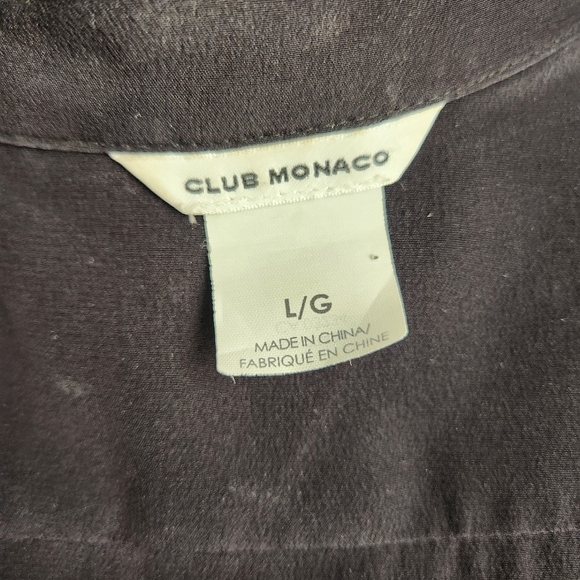 CLUB MONACO
L/G
MADE IN CHINA/
FABRIQUÉ EN CHINE